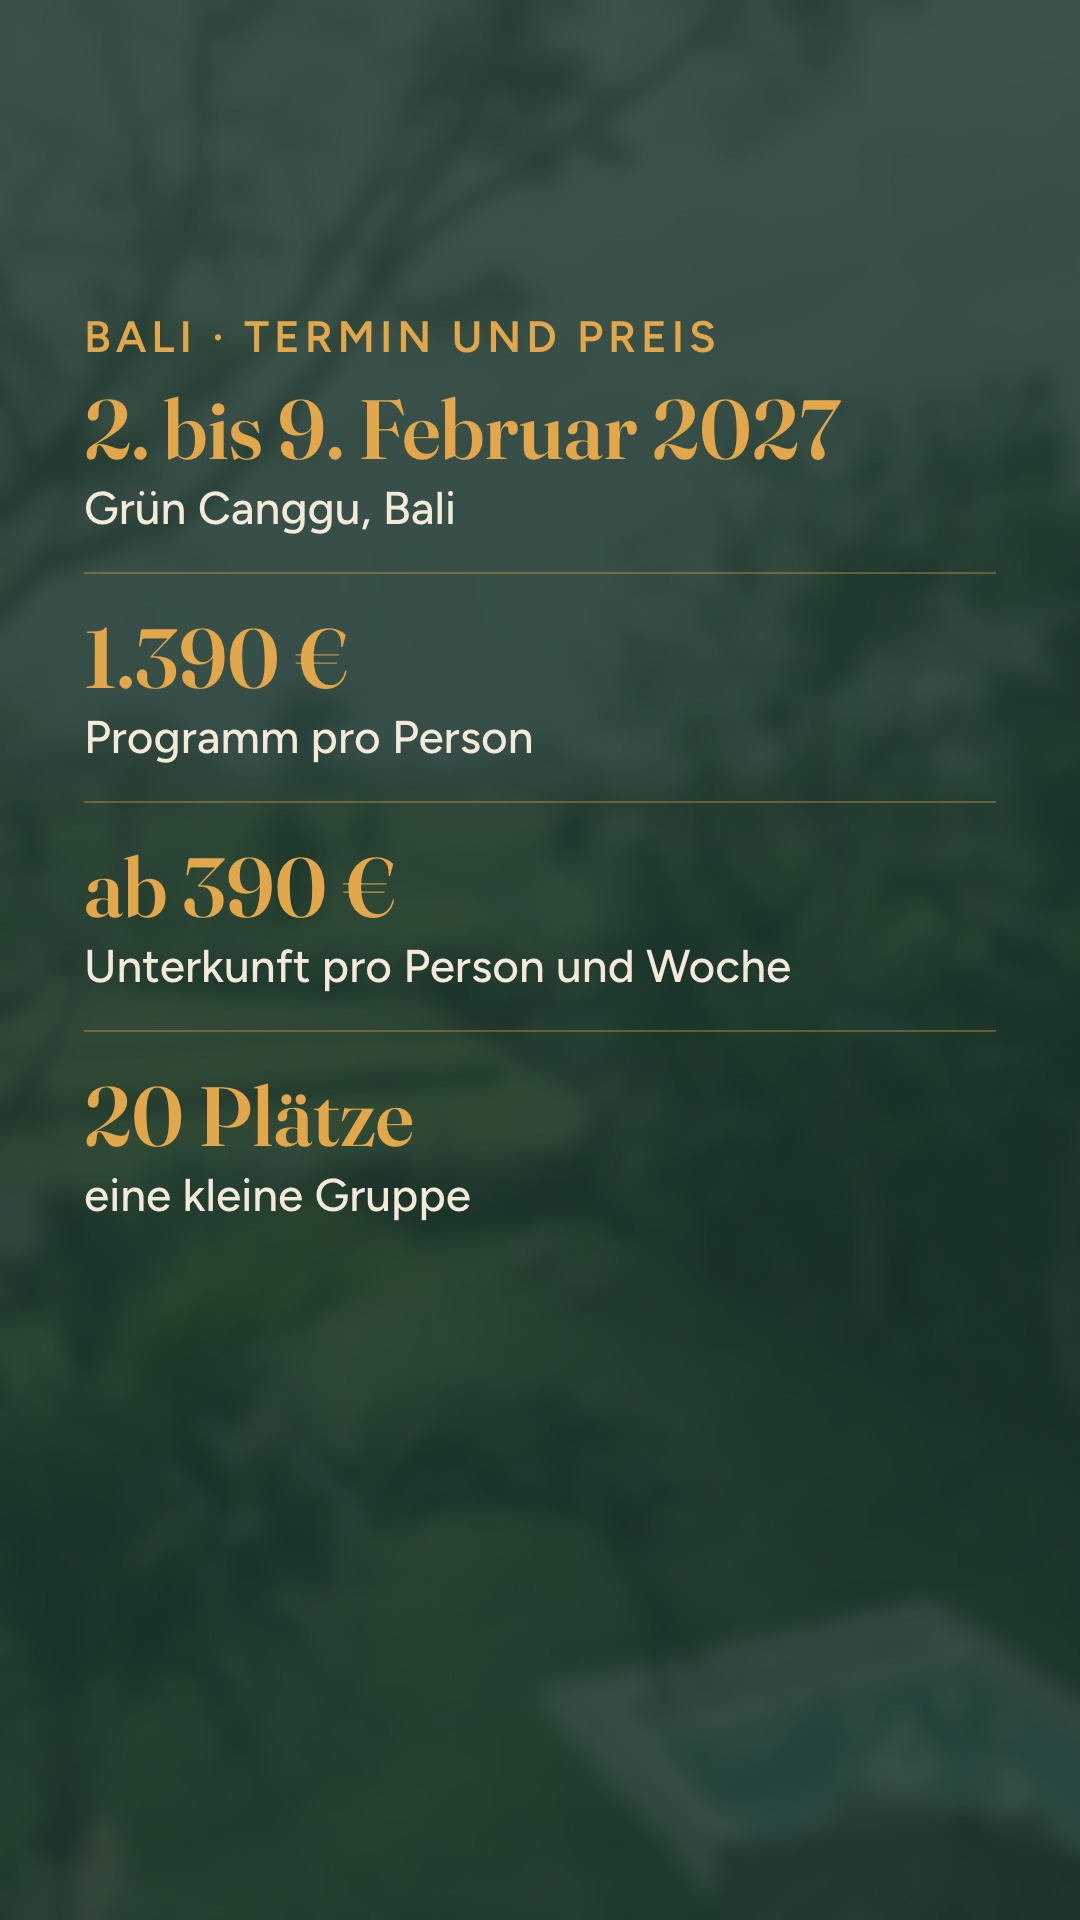 BALI · TERMIN UND PREIS
2. bis 9. Februar 2027
Grün Canggu, Bali
1.390 €
Programm pro Person
ab 390 €
Unterkunft pro Person und Woche
20 Plätze
eine kleine Gruppe